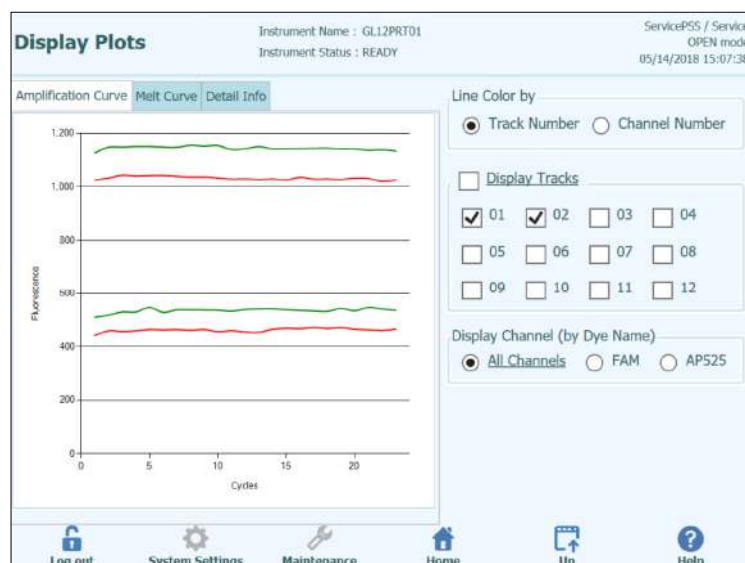 Display Plots
Instrument Name : GL12PRT01
Instrument Status : READY
ServicePSS / Service
OPEN mode
05/14/2018 15:07:38
Amplification Curve
Melt Curve
Detail Info
Line Color by
Track Number
Channel Number
Display Tracks
01 02 03 04
05 06 07 08
09 10 11 12
Display Channel (by Dye Name)
All Channels
FAM
AP525
1,200
1,000
800
600
400
200
0
Fluorescence
0 5 10 15 20
Cycles
Log out
System Settings
Maintenance
Home
Up
Help